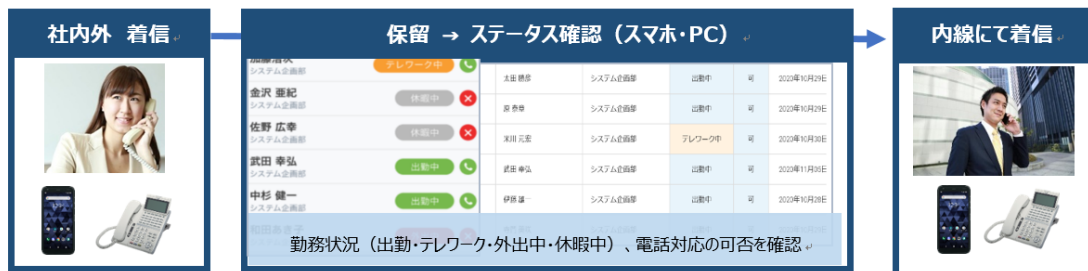 社内外 着信
保留 → ステータス確認（スマホ・PC）
内線にて着信
テレワーク中
システム企画部
金沢 亜紀
システム企画部
休暇中
佐野 広幸
システム企画部
休暇中
武田 幸弘
システム企画部
出勤中
中杉 健一
システム企画部
出勤中
システム企画部 出勤中 可 2020年10月29日
システム企画部 出勤中 可 2020年10月29日
システム企画部 テレワーク中 可 2020年10月30日
武田 幸弘 システム企画部 出勤中 可 2020年11月05日
システム企画部 出勤中 可 2020年10月28日
勤務状況（出勤・テレワーク・外出中・休暇中）、電話対応の可否を確認